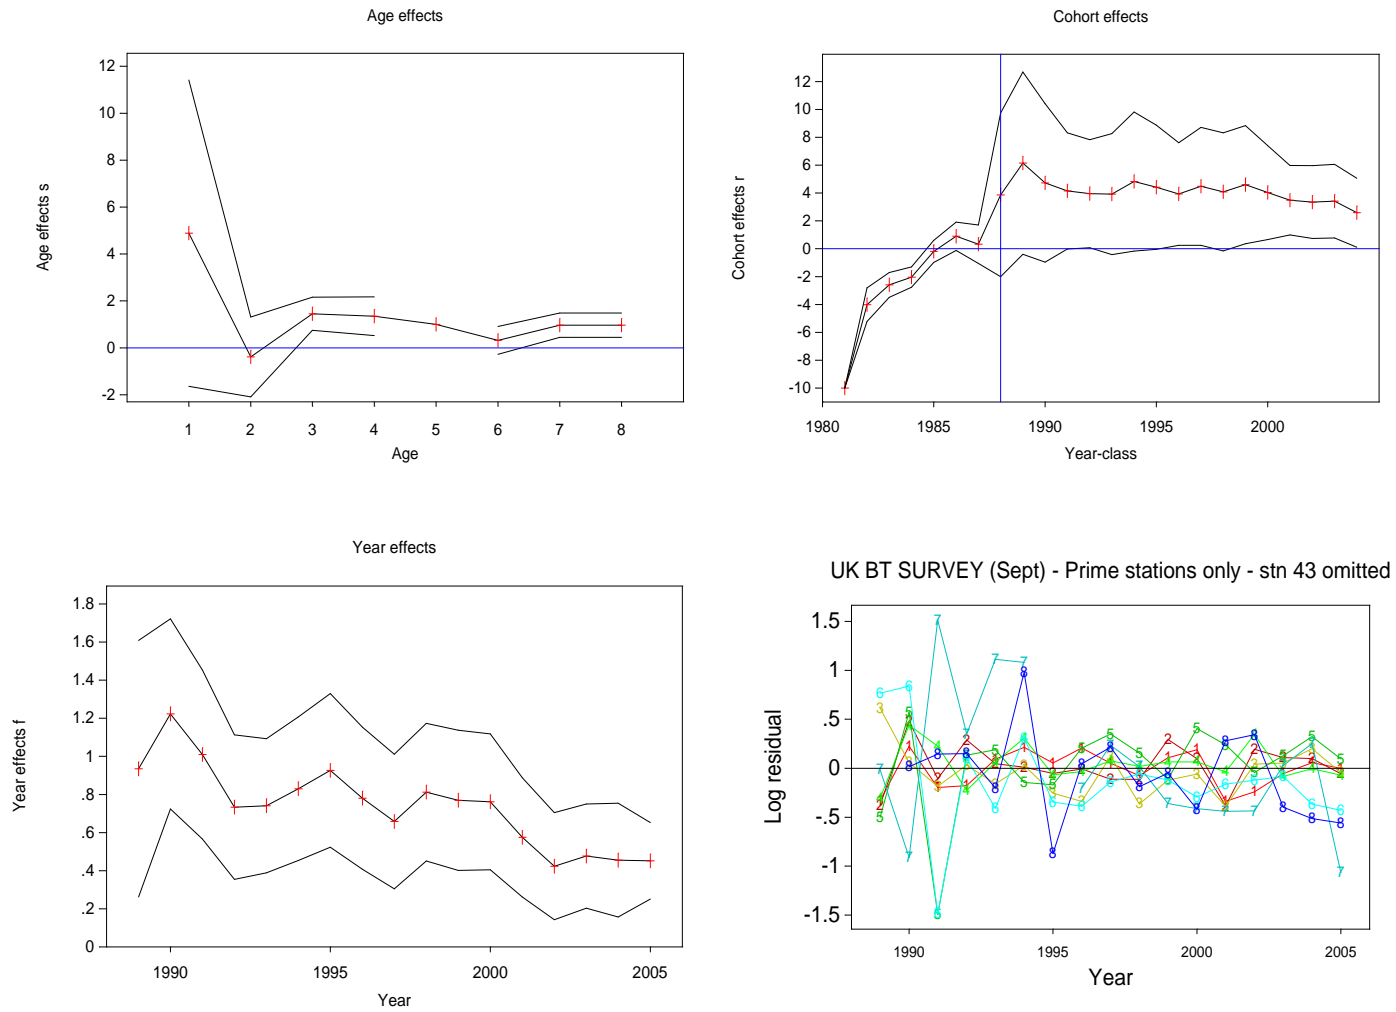 Age effects
12
10
8
6
4
2
0
-2
Age effects s
1 2 3 4 5 6 7 8
Age
Cohort effects
12
10
8
6
4
2
0
-2
-4
-6
-8
-10
Cohort effects r
1980 1985 1990 1995 2000
Year-class
Year effects
1.8
1.6
1.4
1.2
1
.8
.6
.4
.2
0
Year effects f
1990 1995 2000 2005
Year
UK BT SURVEY (Sept) - Prime stations only - stn 43 omitted
1.5
1
.5
0
-.5
-1
-1.5
Log residual
1990 1995 2000 2005
Year